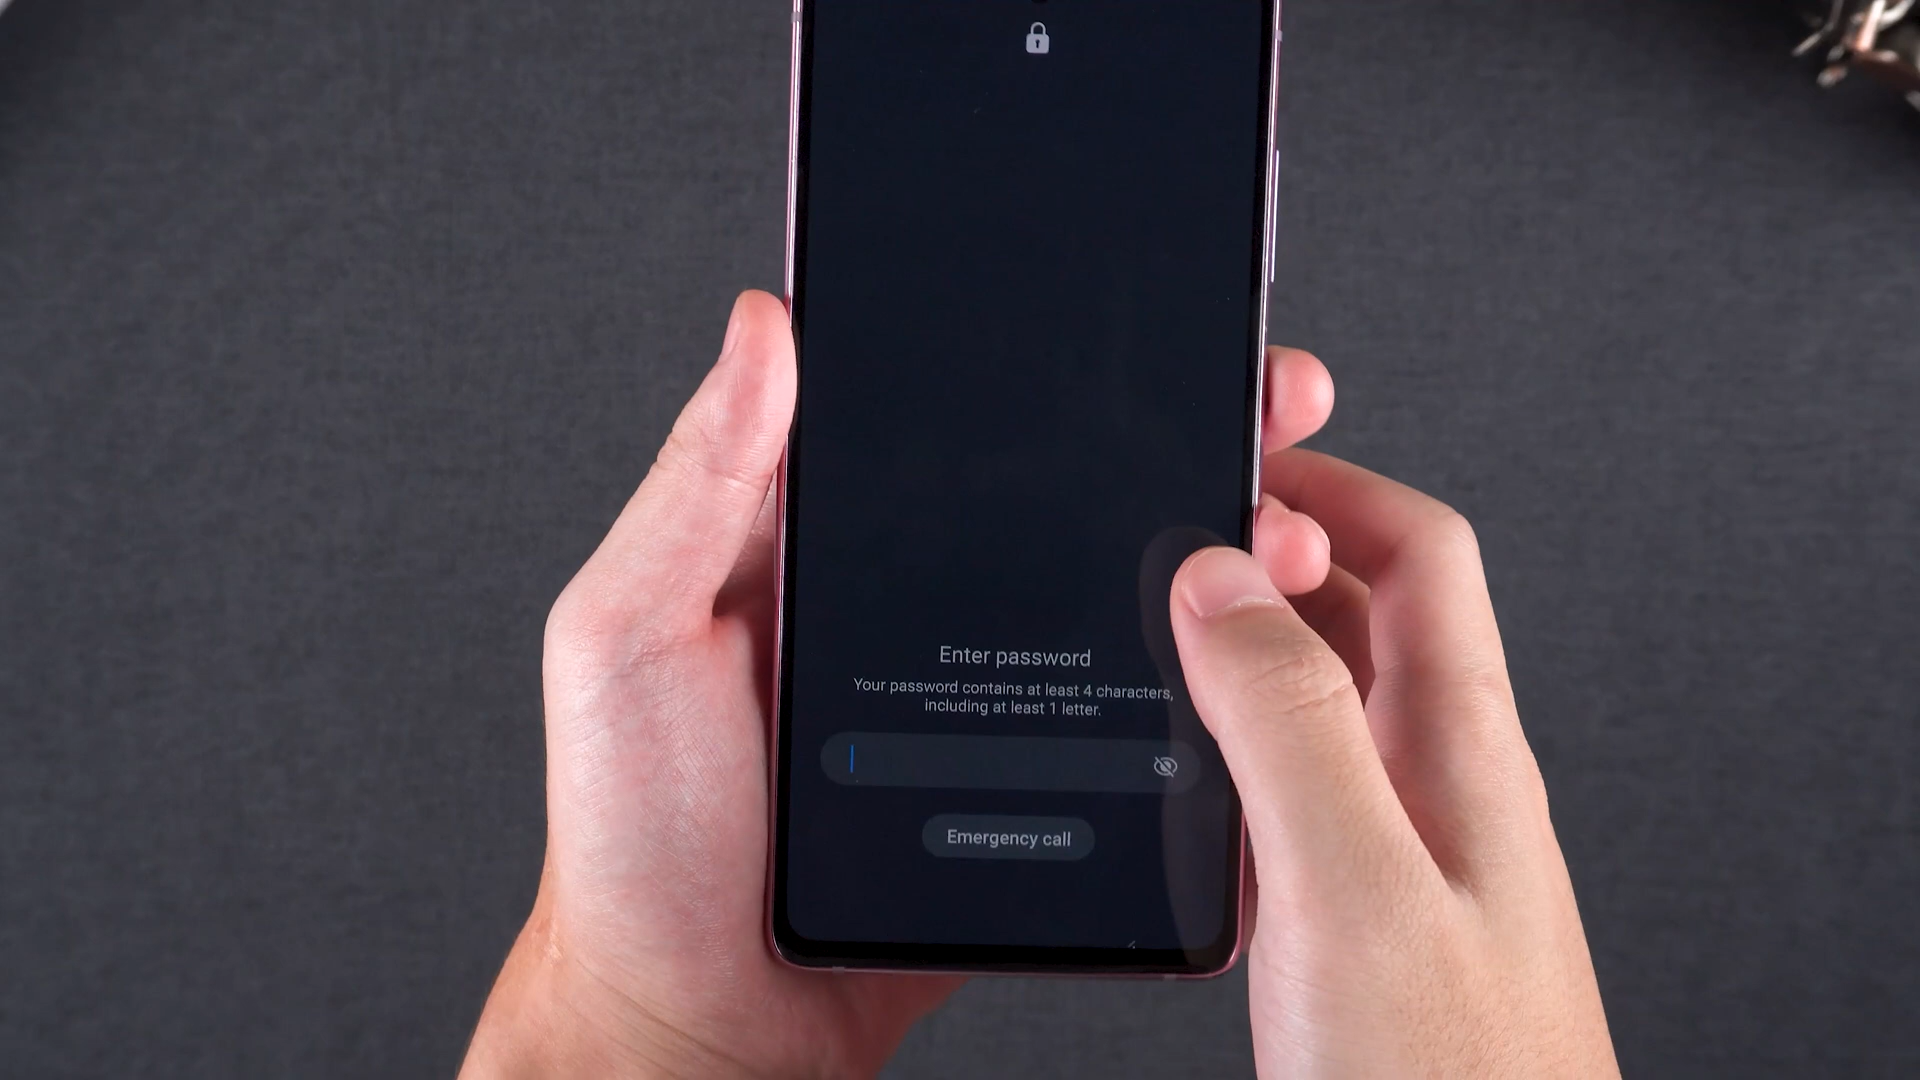 Enter password
Your password contains at least 4 characters,
including at least 1 letter.
Emergency call